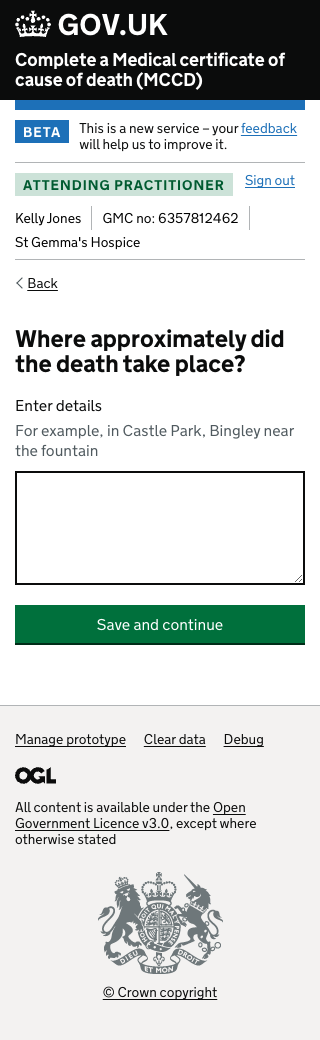 GOV.UK
Complete a Medical certificate of
cause of death (MCCD)
BETA
This is a new service – your feedback
will help us to improve it.
ATTENDING PRACTITIONER
Sign out
Kelly Jones
GMC no: 6357812462
St Gemma's Hospice
Back
Where approximately did
the death take place?
Enter details
For example, in Castle Park, Bingley near
the fountain
Save and continue
Manage prototype
Clear data
Debug
OGL
All content is available under the Open
Government Licence v3.0, except where
otherwise stated
DIEU ET MON DROIT
© Crown copyright